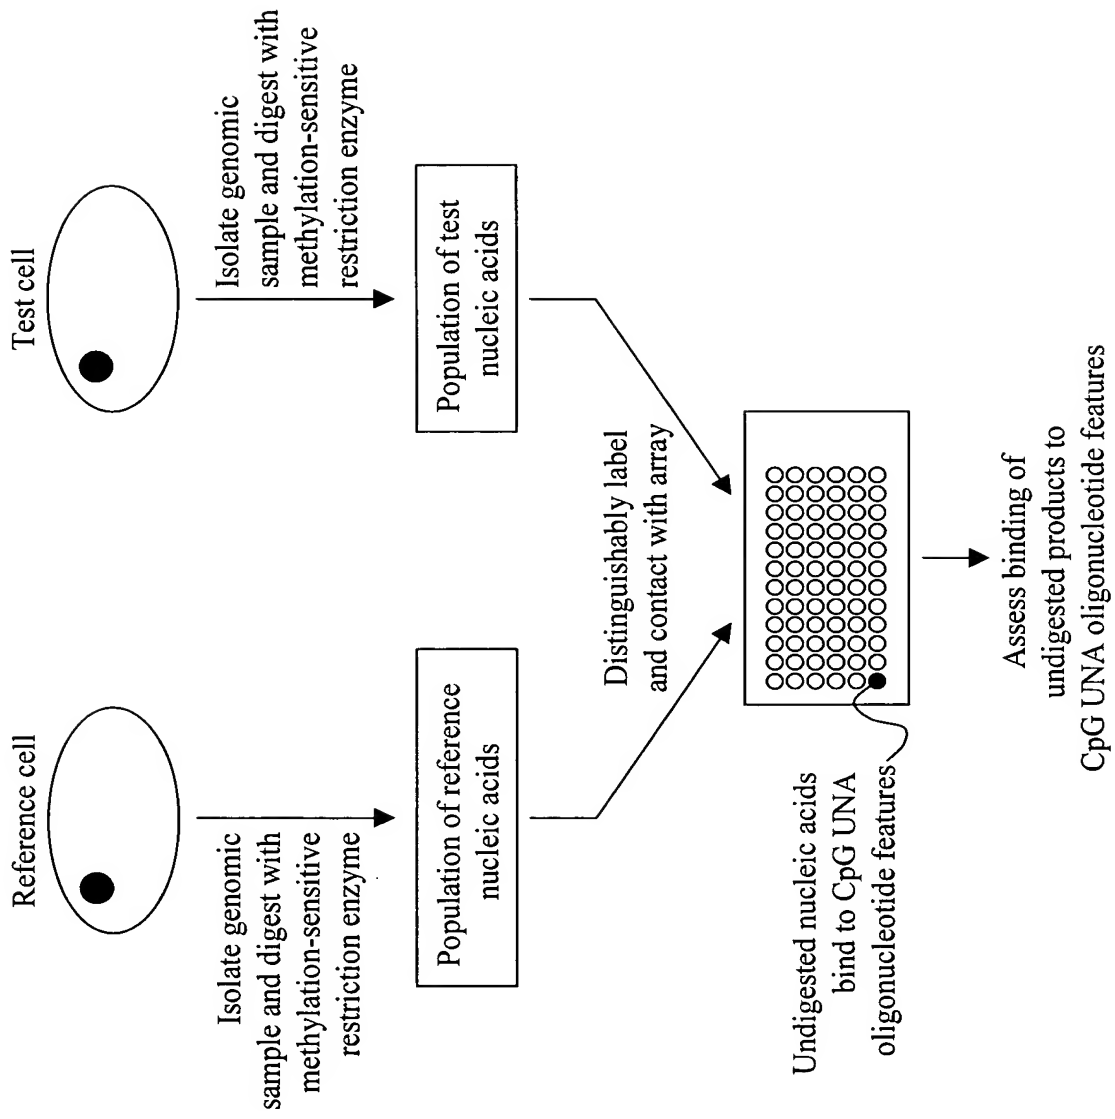 Reference cell
Test cell
Isolate genomic
sample and digest with
methylation-sensitive
restriction enzyme
Isolate genomic
sample and digest with
methylation-sensitive
restriction enzyme
Population of reference
nucleic acids
Population of test
nucleic acids
Distinguishably label
and contact with array
Undigested nucleic acids
bind to CpG UNA
oligonucleotide features
Assess binding of
undigested products to
CpG UNA oligonucleotide features